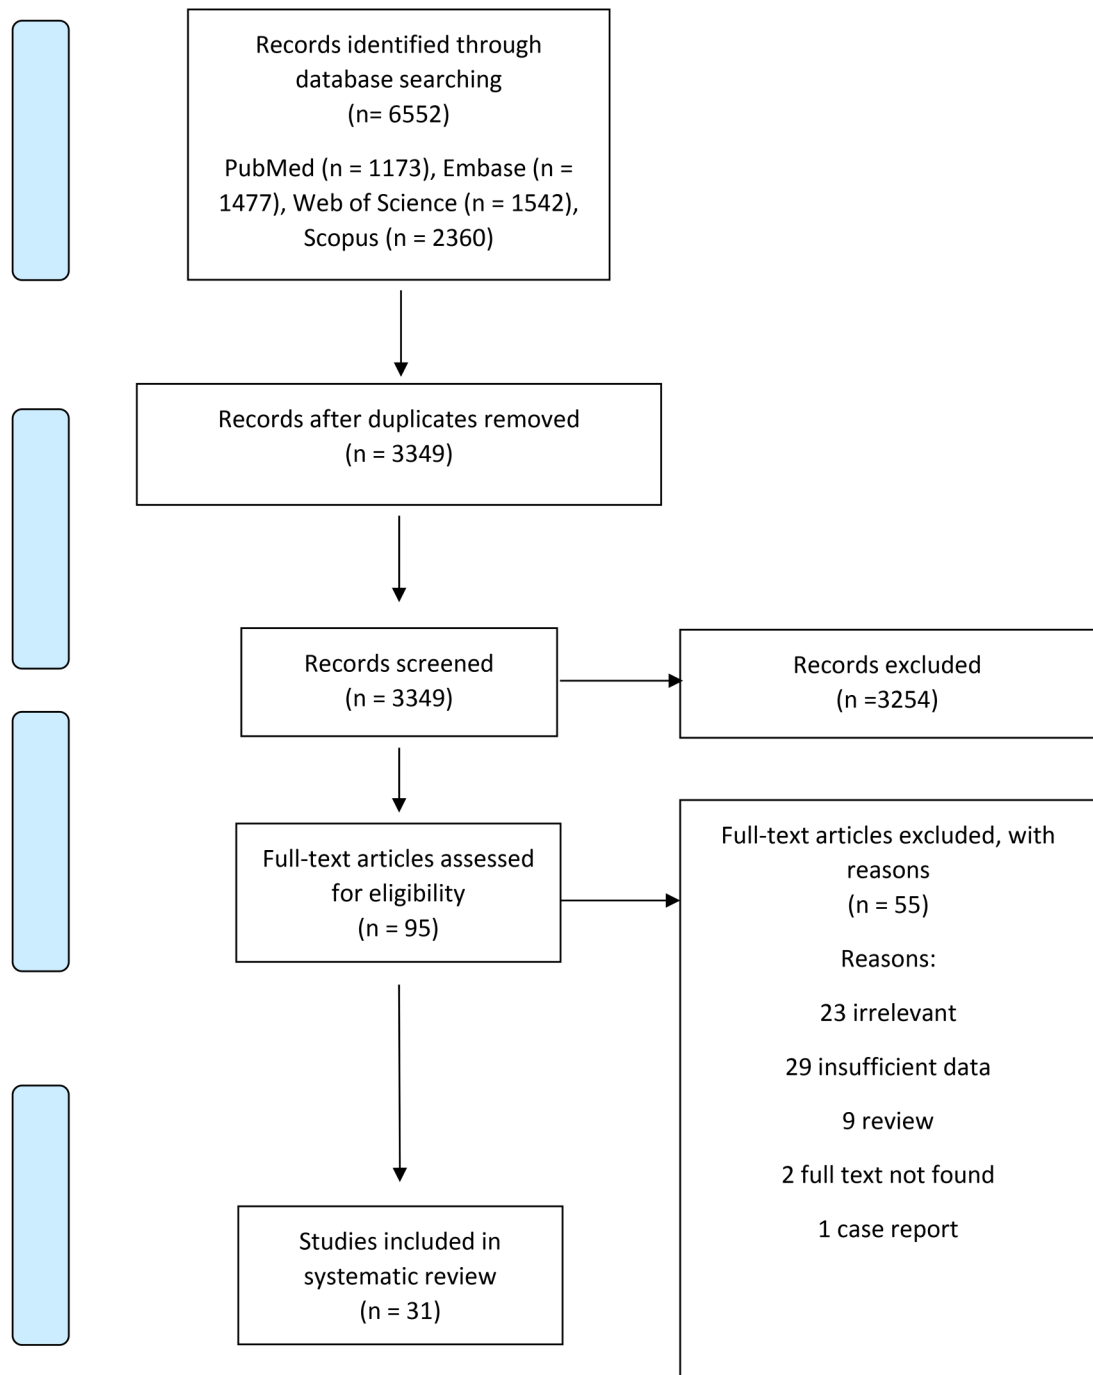 Records identified through
database searching
(n= 6552)
PubMed (n = 1173), Embase (n =
1477), Web of Science (n = 1542),
Scopus (n = 2360)
Records after duplicates removed
(n = 3349)
Records screened
(n = 3349)
Records excluded
(n =3254)
Full-text articles assessed
for eligibility
(n = 95)
Full-text articles excluded, with
reasons
(n = 55)
Reasons:
23 irrelevant
29 insufficient data
9 review
2 full text not found
1 case report
Studies included in
systematic review
(n = 31)